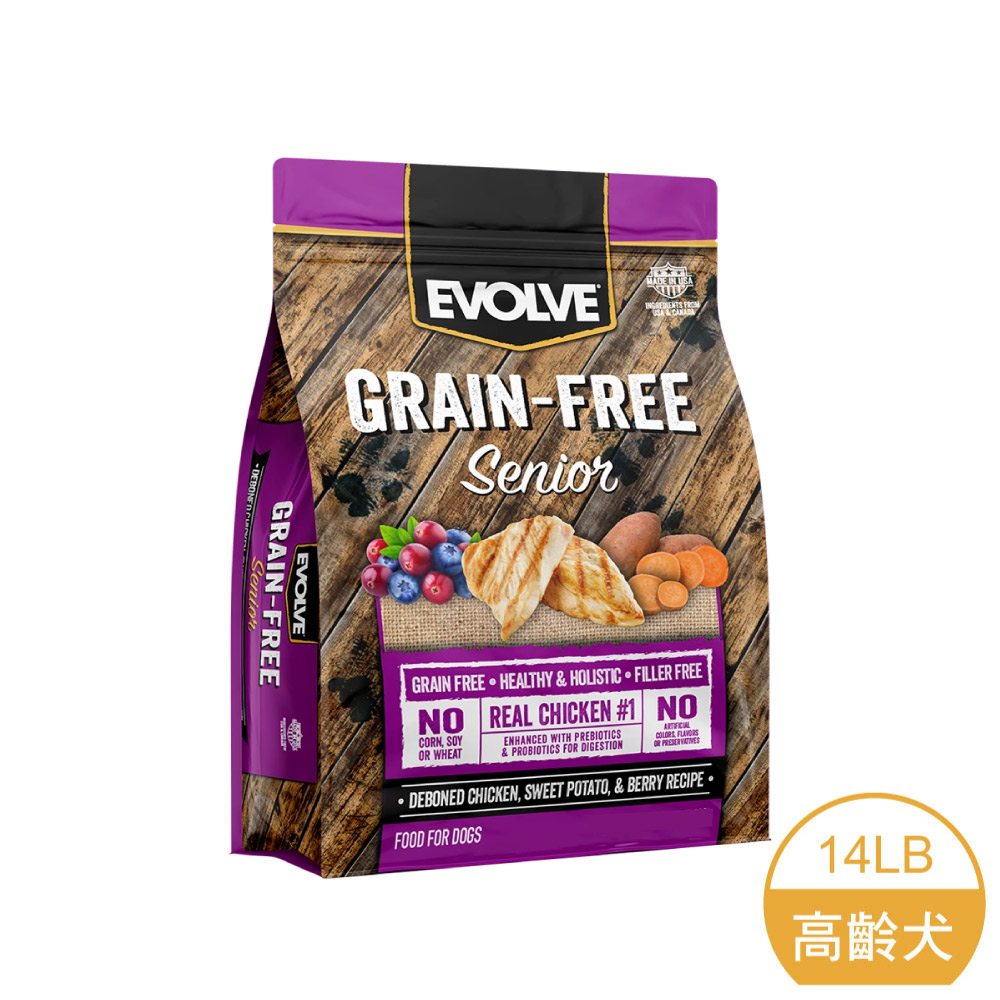 EVOLVE
MADE IN USA
INGREDIENTS FROM
USA & CANADA
GRAIN-FREE
Senior
GRAIN FREE • HEALTHY & HOLISTIC • FILLER FREE
NO
CORN, SOY
OR WHEAT
REAL CHICKEN #1
ENHANCED WITH PREBIOTICS
& PROBIOTICS FOR DIGESTION
NO
ARTIFICIAL
COLORS, FLAVORS
OR PRESERVATIVES
• DEBONED CHICKEN, SWEET POTATO, & BERRY RECIPE •
FOOD FOR DOGS
EVOLVE
GRAIN-FREE
Senior
14LB
高齡犬